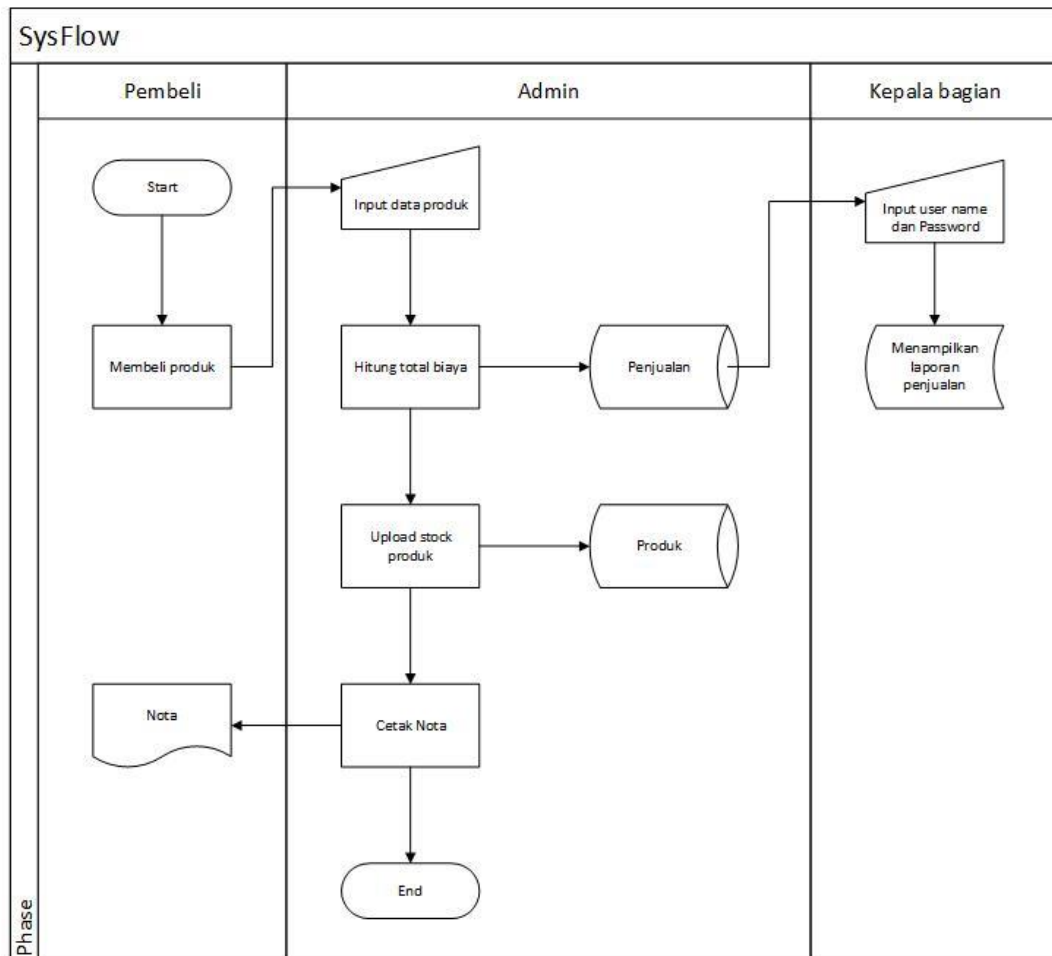 SysFlow
Pembeli
Admin
Kepala bagian
Start
Input data produk
Input user name
dan Password
Membeli produk
Hitung total biaya
Penjualan
Menampilkan
laporan
penjualan
Upload stock
produk
Produk
Nota
Cetak Nota
End
Phase